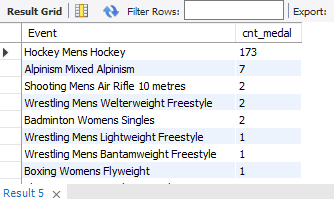 Result Grid Filter Rows: Export:
Event cnt_medal
Hockey Mens Hockey 173
Alpinism Mixed Alpinism 7
Shooting Mens Air Rifle 10 metres 2
Wrestling Mens Welterweight Freestyle 2
Badminton Womens Singles 2
Wrestling Mens Lightweight Freestyle 1
Wrestling Mens Bantamweight Freestyle 1
Boxing Womens Flyweight 1
Result 5 ×